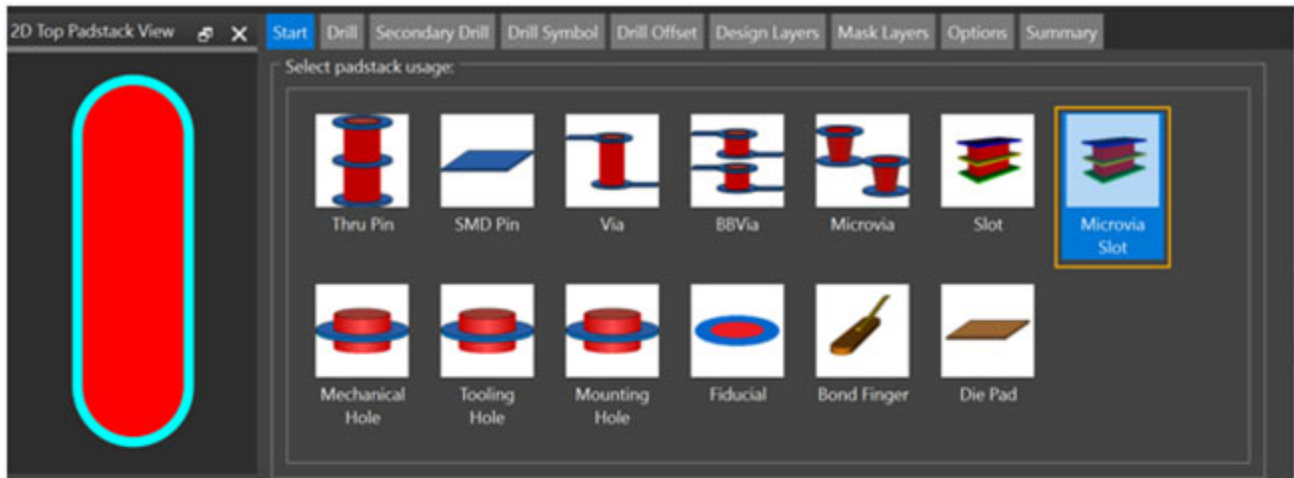 2D Top Padstack View
Start Drill Secondary Drill Drill Symbol Drill Offset Design Layers Mask Layers Options Summary
Select padstack usage:
Thru Pin SMD Pin Via BBVia Microvia Slot Microvia
Slot
Mechanical Tooling Mounting Fiducial Bond Finger Die Pad
Hole Hole Hole